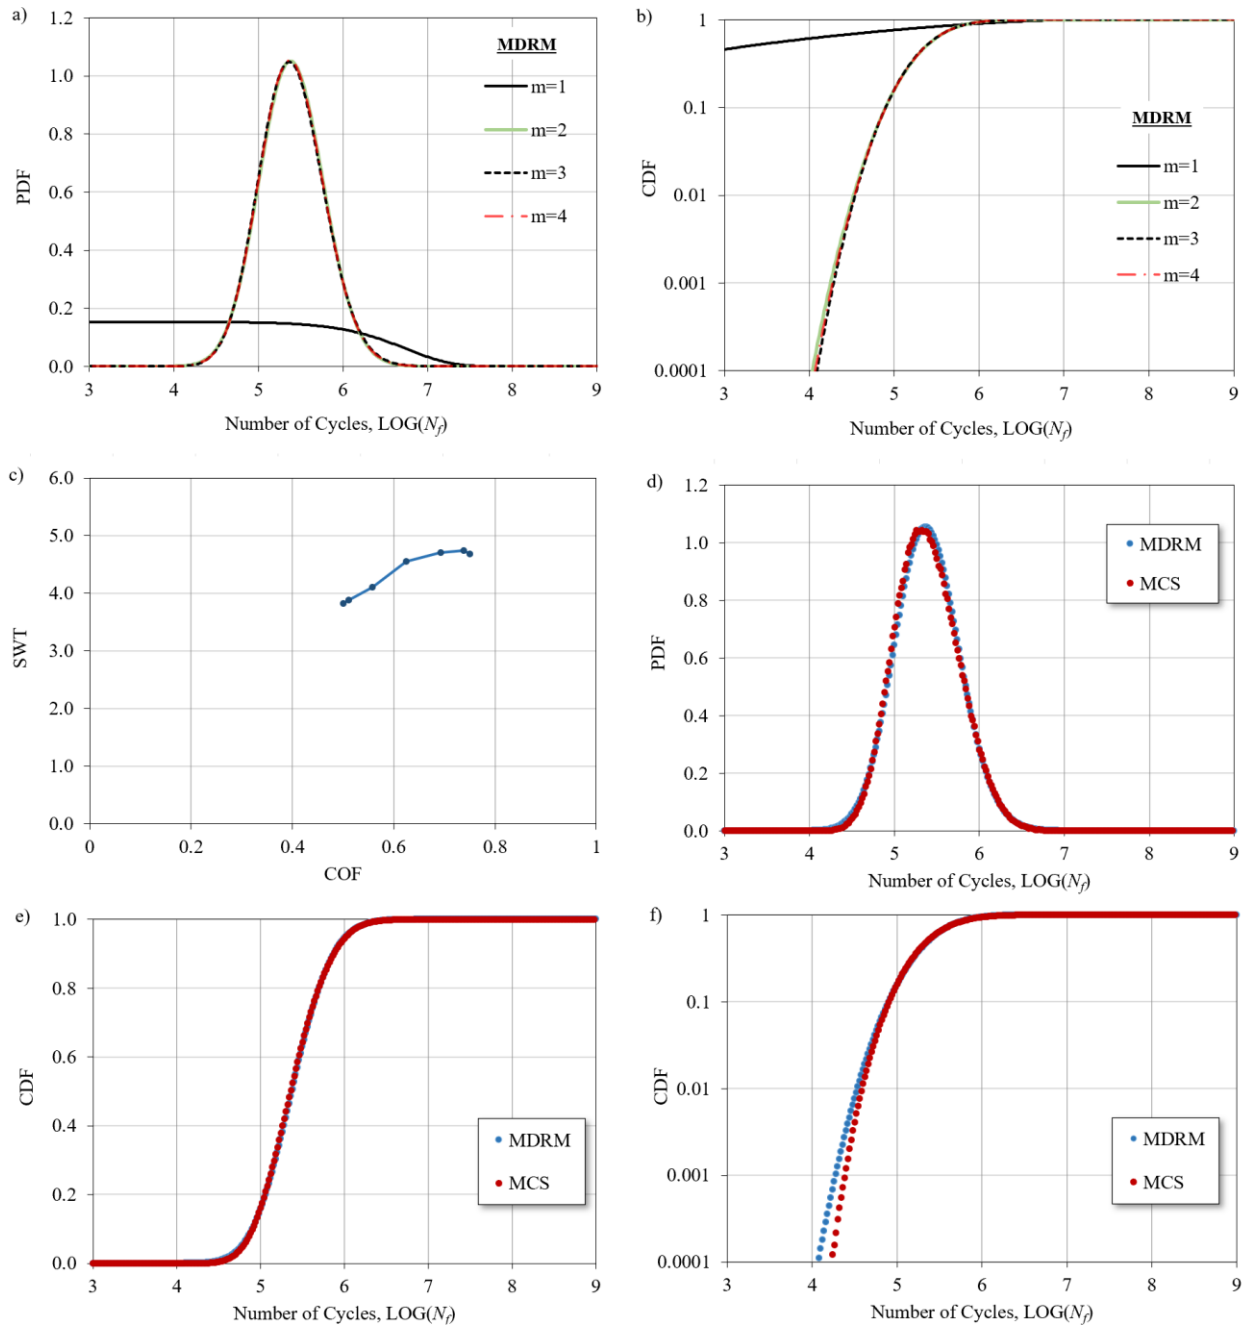 a)
1.2
1.0
0.8
0.6
0.4
0.2
0.0
PDF
MDRM
m=1
m=2
m=3
m=4
3 4 5 6 7 8 9
Number of Cycles, LOG(Nf)
b)
1
0.1
0.01
0.001
0.0001
CDF
MDRM
m=1
m=2
m=3
m=4
3 4 5 6 7 8 9
Number of Cycles, LOG(Nf)
c)
6.0
5.0
4.0
3.0
2.0
1.0
0.0
SWT
0 0.2 0.4 0.6 0.8 1
COF
d)
1.2
1.0
0.8
0.6
0.4
0.2
0.0
PDF
MDRM
MCS
3 4 5 6 7 8 9
Number of Cycles, LOG(Nf)
e)
1.0
0.8
0.6
0.4
0.2
0.0
CDF
MDRM
MCS
3 4 5 6 7 8 9
Number of Cycles, LOG(Nf)
f)
1
0.1
0.01
0.001
0.0001
CDF
MDRM
MCS
3 4 5 6 7 8 9
Number of Cycles, LOG(Nf)